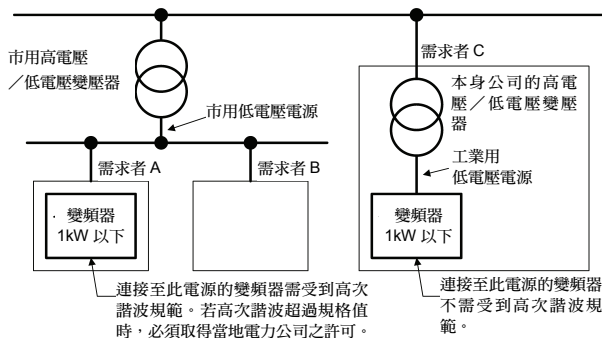 市用高電壓
／低電壓變壓器
市用低電壓電源
需求者 A
需求者 B
變頻器
1kW 以下
連接至此電源的變頻器需受到高次
諧波規範。若高次諧波超過規格值
時，必須取得當地電力公司之許可。
需求者 C
本身公司的高電
壓／低電壓變壓
器
工業用
低電壓電源
變頻器
1kW 以下
連接至此電源的變頻器
不需受到高次諧波規
範。